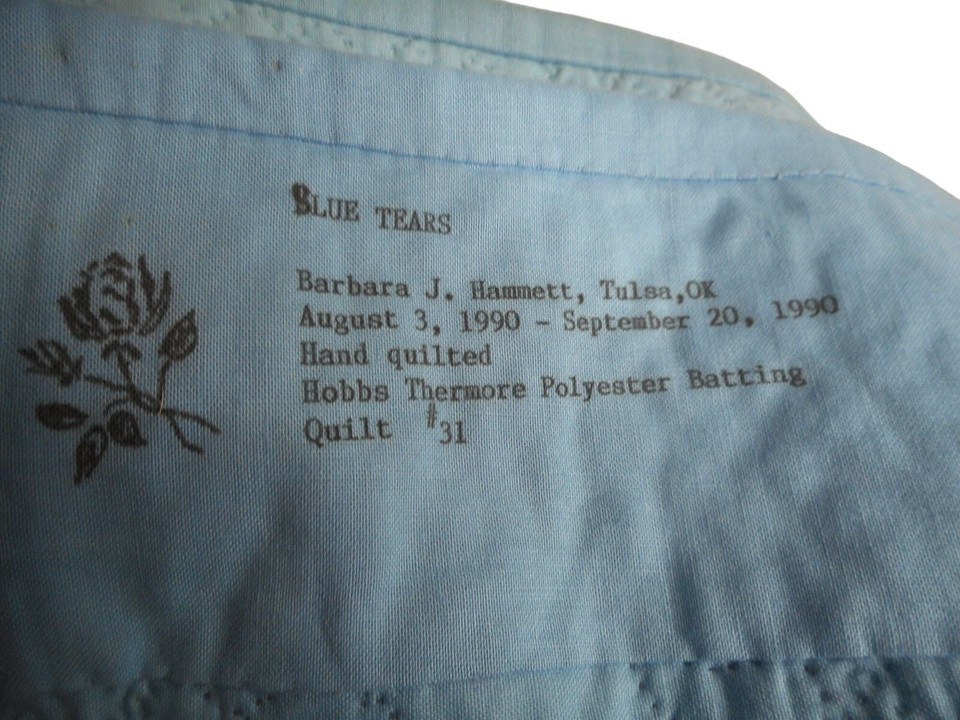 BLUE TEARS
Barbara J. Hammett, Tulsa,OK
August 3, 1990 - September 20, 1990
Hand quilted
Hobbs Thermore Polyester Batting
Quilt #31